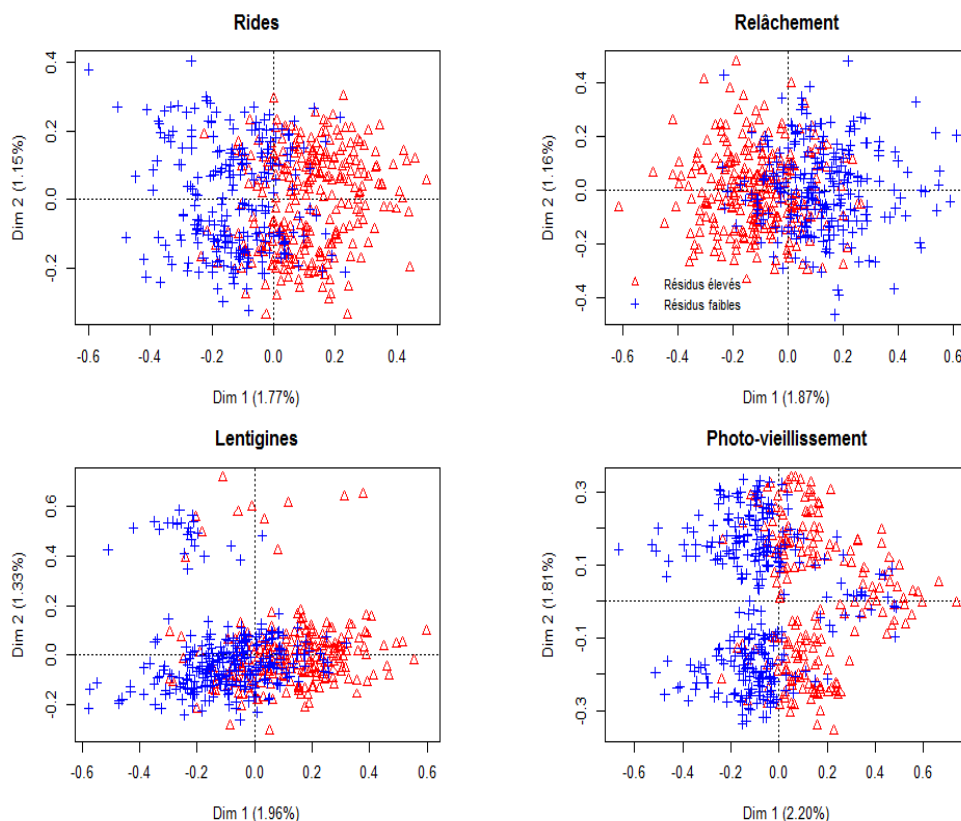 Rides
0.4
0.2
0.0
-0.2
Dim 2 (1.15%)
-0.6 -0.4 -0.2 0.0 0.2 0.4
Dim 1 (1.77%)
Relâchement
0.4
0.2
0.0
-0.2
-0.4
Dim 2 (1.16%)
Résidus élevés
Résidus faibles
-0.6 -0.4 -0.2 0.0 0.2 0.4 0.6
Dim 1 (1.87%)
Lentigines
0.6
0.4
0.2
0.0
-0.2
Dim 2 (1.33%)
-0.6 -0.4 -0.2 0.0 0.2 0.4 0.6
Dim 1 (1.96%)
Photo-vieillissement
0.3
0.1
-0.1
-0.3
Dim 2 (1.81%)
-0.6 -0.4 -0.2 0.0 0.2 0.4 0.6
Dim 1 (2.20%)